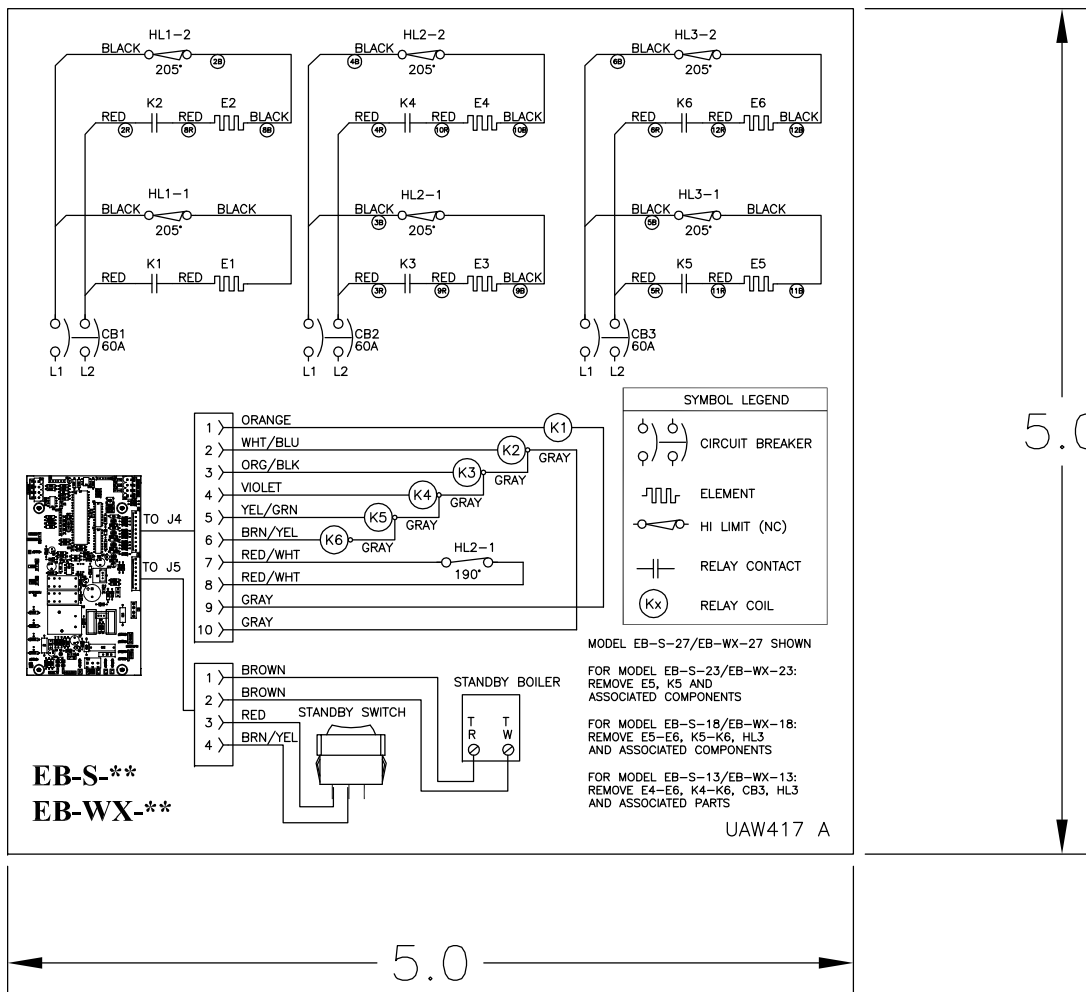 HL1-2 HL2-2 HL3-2
BLACK 2B 4B BLACK 6B BLACK
205° 205° 205°
K2 E2 K4 E4 K6 E6
RED RED BLACK RED RED BLACK RED RED BLACK
2R 8R 8B 4R 10R 10B 6R 12R 12B
HL1-1 HL2-1 HL3-1
BLACK BLACK BLACK BLACK BLACK
3B 5B
205° 205° 205°
K1 E1 K3 E3 K5 E5
RED RED RED RED BLACK RED RED
3R 9R 9B 5R 11R 11B
CB1 CB2 CB3
60A 60A 60A
L1 L2 L1 L2 L1 L2
SYMBOL LEGEND
CIRCUIT BREAKER
ELEMENT
HI LIMIT (NC)
RELAY CONTACT
Kx RELAY COIL
1 ORANGE K1
2 WHT/BLU K2 GRAY
3 ORG/BLK K3 GRAY
4 VIOLET K4 GRAY
5 YEL/GRN K5 GRAY
6 BRN/YEL K6 GRAY
7 RED/WHT HL2-1
190°
8 RED/WHT
9 GRAY
10 GRAY
TO J4
TO J5
1 BROWN
2 BROWN
3 RED
4 BRN/YEL
STANDBY SWITCH
STANDBY BOILER
T T
R W
MODEL EB-S-27/EB-WX-27 SHOWN
FOR MODEL EB-S-23/EB-WX-23:
REMOVE E5, K5 AND
ASSOCIATED COMPONENTS
FOR MODEL EB-S-18/EB-WX-18:
REMOVE E5-E6, K5-K6, HL3
AND ASSOCIATED COMPONENTS
FOR MODEL EB-S-13/EB-WX-13:
REMOVE E4-E6, K4-K6, CB3, HL3
AND ASSOCIATED PARTS
EB-S-**
EB-WX-**
UAW417 A
5.0
5.0